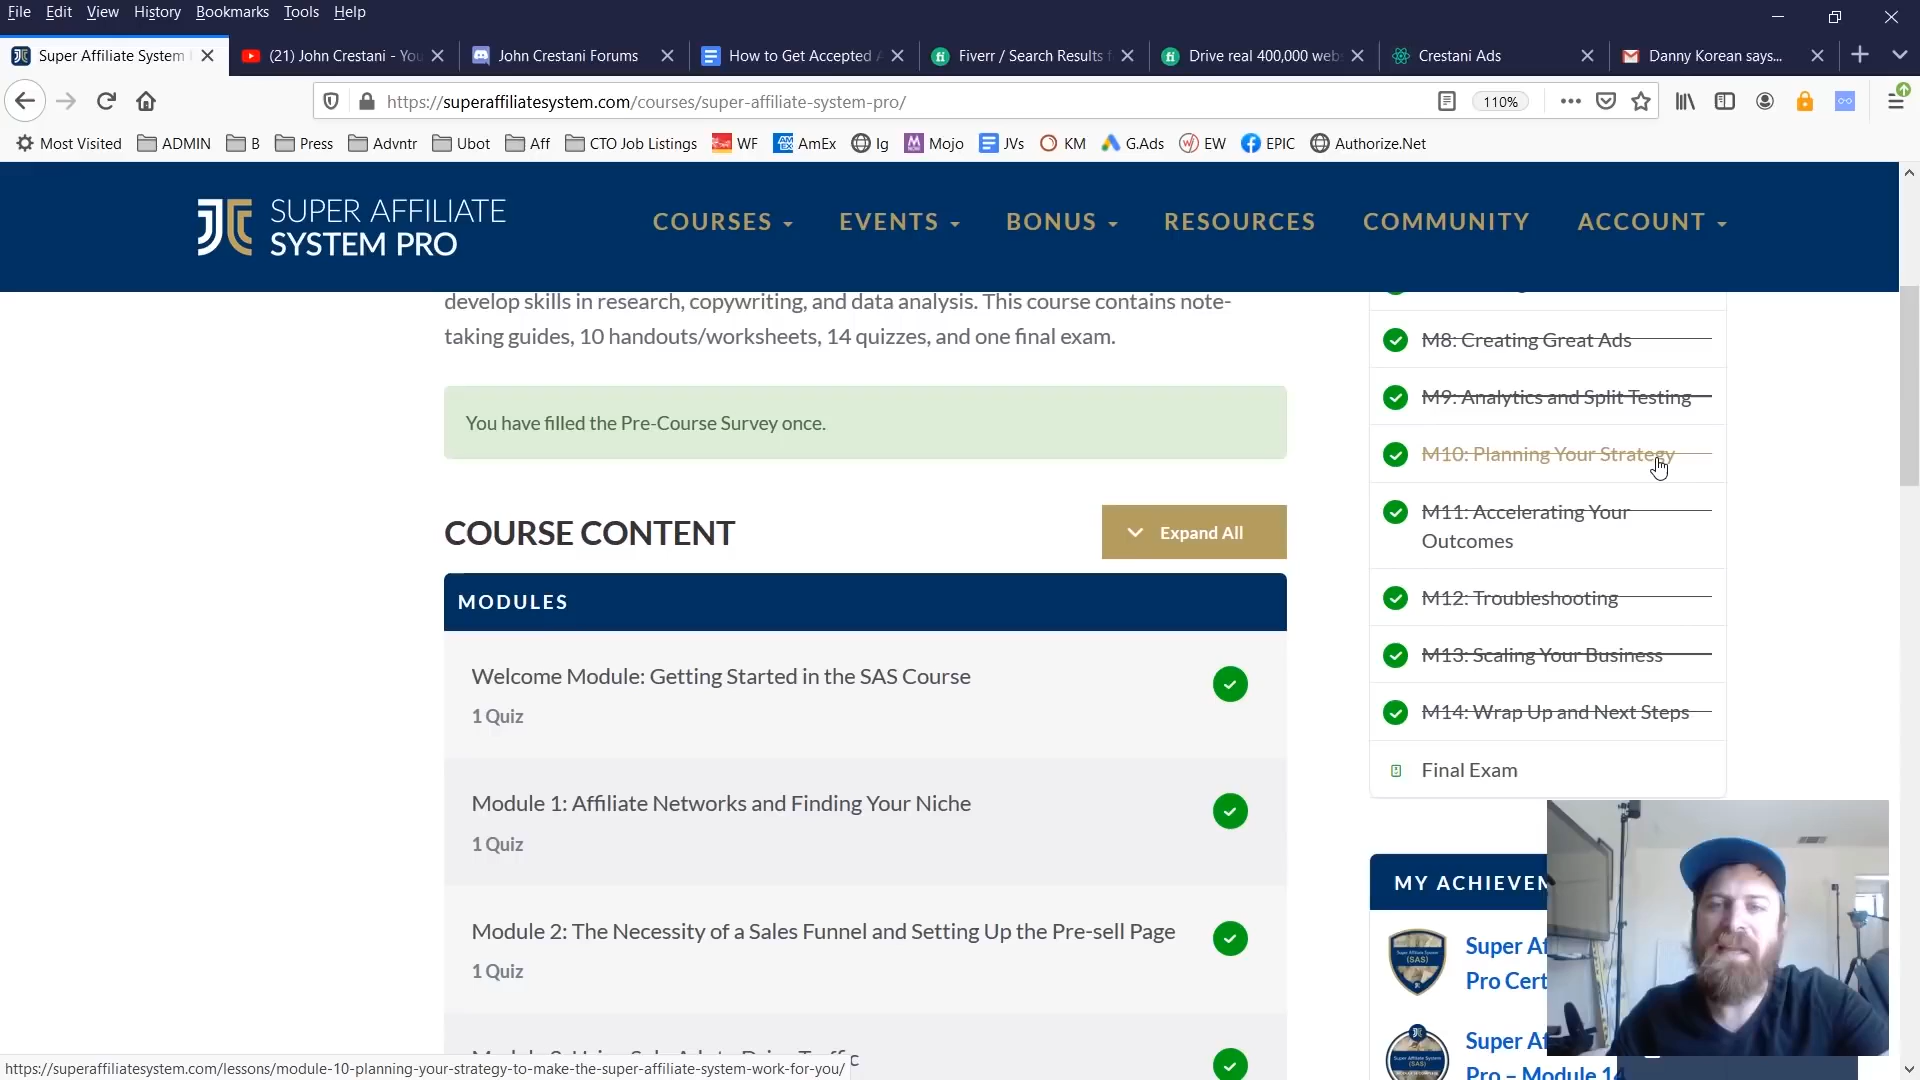 File Edit View History Bookmarks Tools Help
Super Affiliate System
(21) John Crestani - You
John Crestani Forums
How to Get Accepted
Fiverr / Search Results
Drive real 400,000 web
Crestani Ads
Danny Korean says...
https://superaffiliatesystem.com/courses/super-affiliate-system-pro/
110%
Most Visited ADMIN B Press Advntr Ubot Aff CTO Job Listings WF AmEx Ig Mojo JVs KM G.Ads EW EPIC Authorize.Net
SUPER AFFILIATE
SYSTEM PRO
COURSES EVENTS BONUS RESOURCES COMMUNITY ACCOUNT
develop skills in research, copywriting, and data analysis. This course contains note-
taking guides, 10 handouts/worksheets, 14 quizzes, and one final exam.
You have filled the Pre-Course Survey once.
COURSE CONTENT
Expand All
MODULES
Welcome Module: Getting Started in the SAS Course
1 Quiz
Module 1: Affiliate Networks and Finding Your Niche
1 Quiz
Module 2: The Necessity of a Sales Funnel and Setting Up the Pre-sell Page
1 Quiz
M8: Creating Great Ads
M9: Analytics and Split Testing
M10: Planning Your Strategy
M11: Accelerating Your
Outcomes
M12: Troubleshooting
M13: Scaling Your Business
M14: Wrap Up and Next Steps
Final Exam
MY ACHIEVEM
Super Af
Pro Cert
Super Af
Pro – Module 14
https://superaffiliatesystem.com/lessons/module-10-planning-your-strategy-to-make-the-super-affiliate-system-work-for-you/